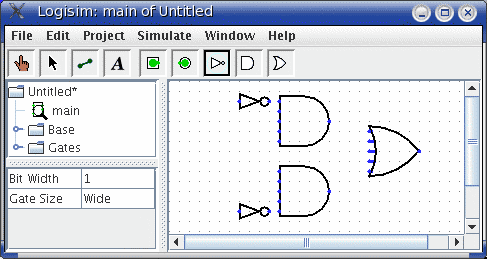 Logisim: main of Untitled
File Edit Project Simulate Window Help
A
Untitled*
main
Base
Gates
Bit Width 1
Gate Size Wide